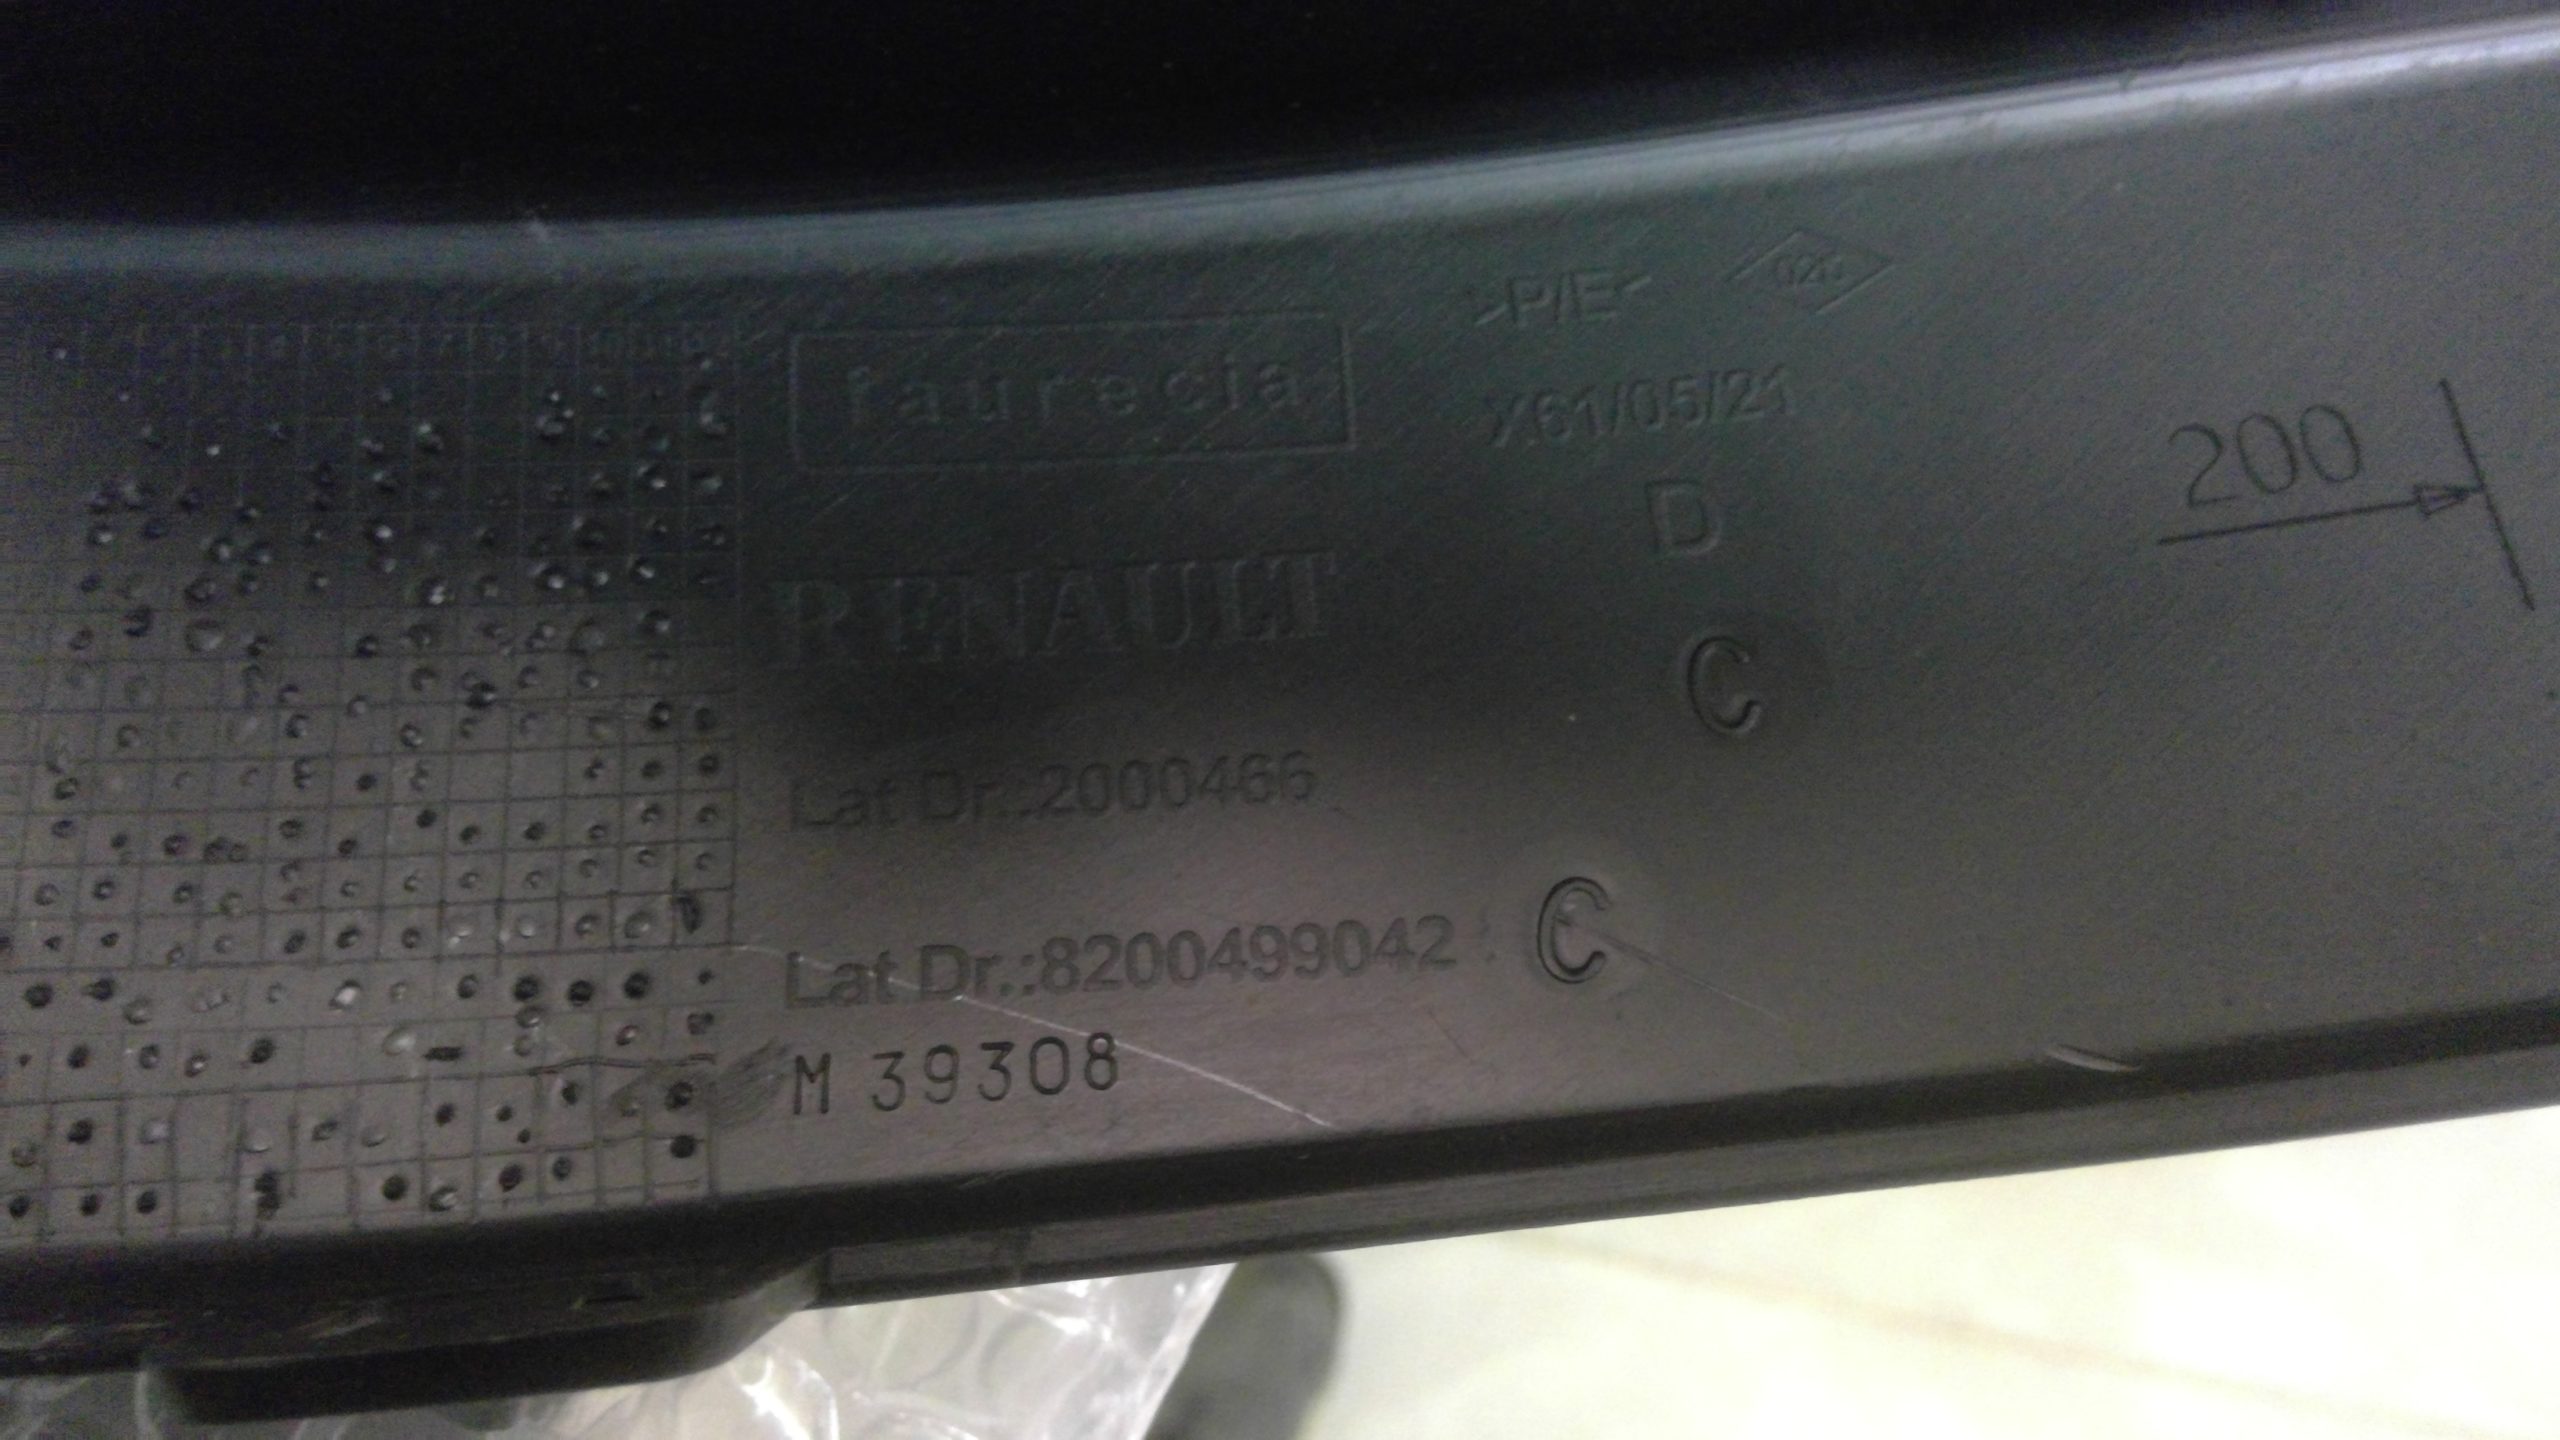 faurecia
RENAULT
Lat Dr.:2000466
Lat Dr.:8200499042 C
M 39308
>P/E<
X61/05/21
D
C
200